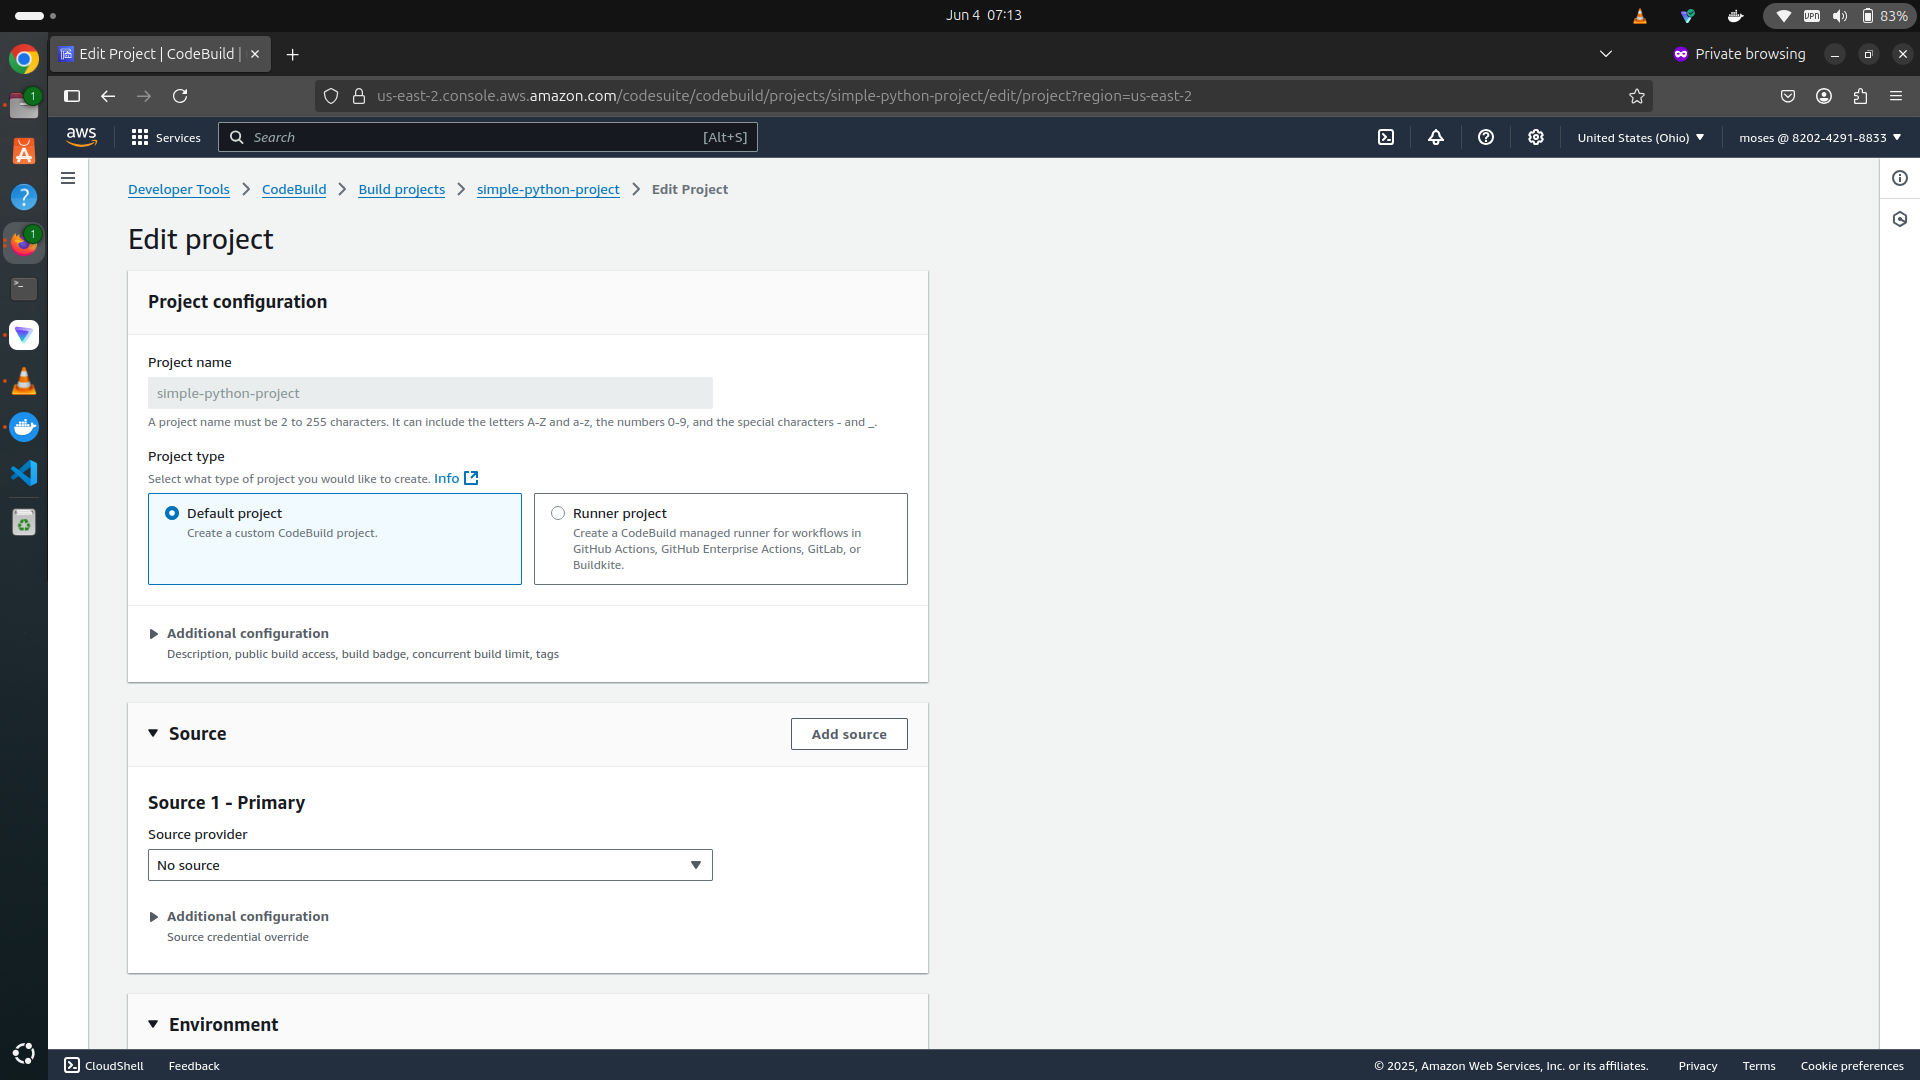 Jun 4 07:13
83%
Edit Project | CodeBuild |
Private browsing
1
us-east-2.console.aws.amazon.com/codesuite/codebuild/projects/simple-python-project/edit/project?region=us-east-2
aws
Services
Search
[Alt+S]
United States (Ohio)
moses @ 8202-4291-8833
1
Developer Tools
CodeBuild
Build projects
simple-python-project
Edit Project
Edit project
Project configuration
Project name
simple-python-project
A project name must be 2 to 255 characters. It can include the letters A-Z and a-z, the numbers 0-9, and the special characters - and _.
Project type
Select what type of project you would like to create. Info
Default project
Create a custom CodeBuild project.
Runner project
Create a CodeBuild managed runner for workflows in
GitHub Actions, GitHub Enterprise Actions, GitLab, or
Buildkite.
Additional configuration
Description, public build access, build badge, concurrent build limit, tags
Source
Add source
Source 1 - Primary
Source provider
No source
Additional configuration
Source credential override
Environment
CloudShell
Feedback
© 2025, Amazon Web Services, Inc. or its affiliates.
Privacy
Terms
Cookie preferences